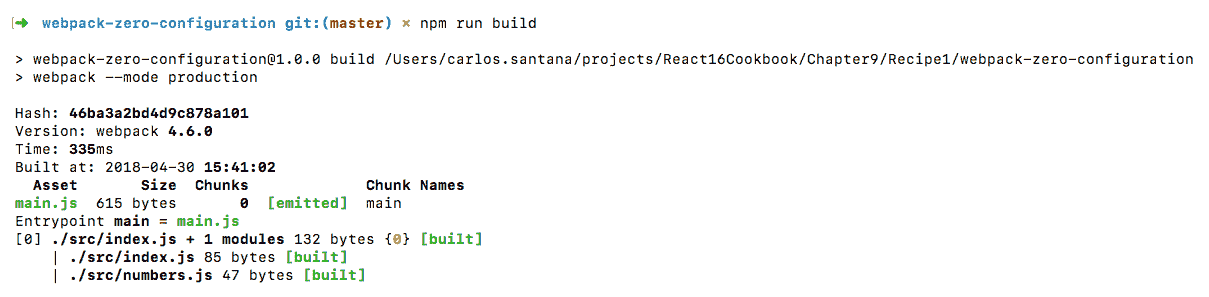 ➜ webpack-zero-configuration git:(master) × npm run build
> webpack-zero-configuration@1.0.0 build /Users/carlos.santana/projects/React16Cookbook/Chapter9/Recipe1/webpack-zero-configuration
> webpack --mode production
Hash: 46ba3a2bd4d9c878a101
Version: webpack 4.6.0
Time: 335ms
Built at: 2018-04-30 15:41:02
Asset Size Chunks Chunk Names
main.js 615 bytes 0 [emitted] main
Entrypoint main = main.js
[0] ./src/index.js + 1 modules 132 bytes {0} [built]
| ./src/index.js 85 bytes [built]
| ./src/numbers.js 47 bytes [built]